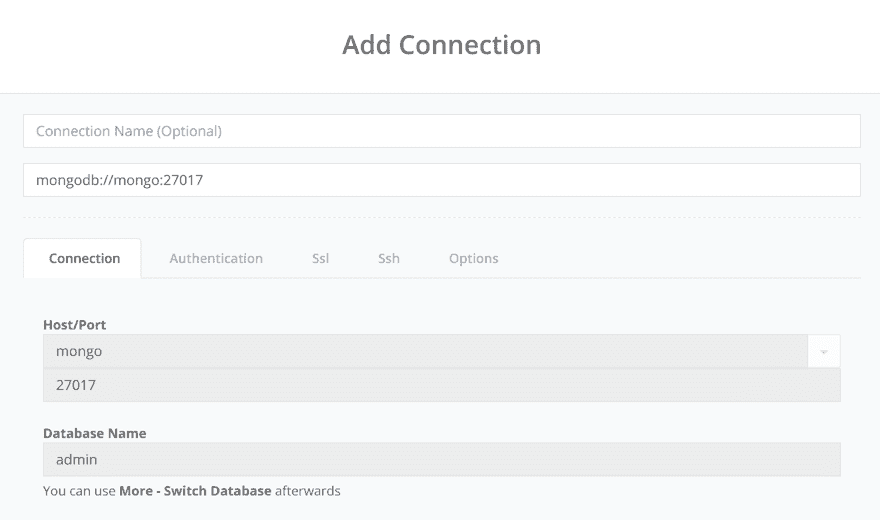 Add Connection
Connection Name (Optional)
mongodb://mongo:27017
Connection Authentication Ssl Ssh Options
Host/Port
mongo
27017
Database Name
admin
You can use More - Switch Database afterwards